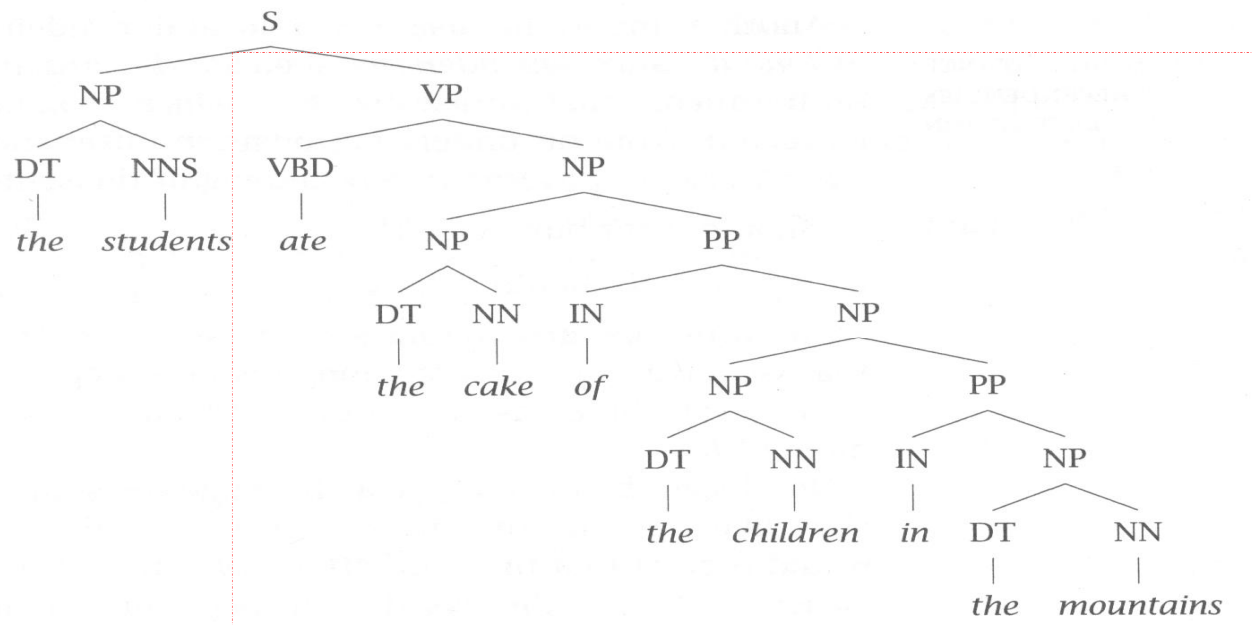 S
NP VP
DT NNS VBD NP
the students ate NP PP
DT NN IN NP
the cake of NP PP
DT NN IN NP
the children in DT NN
the mountains